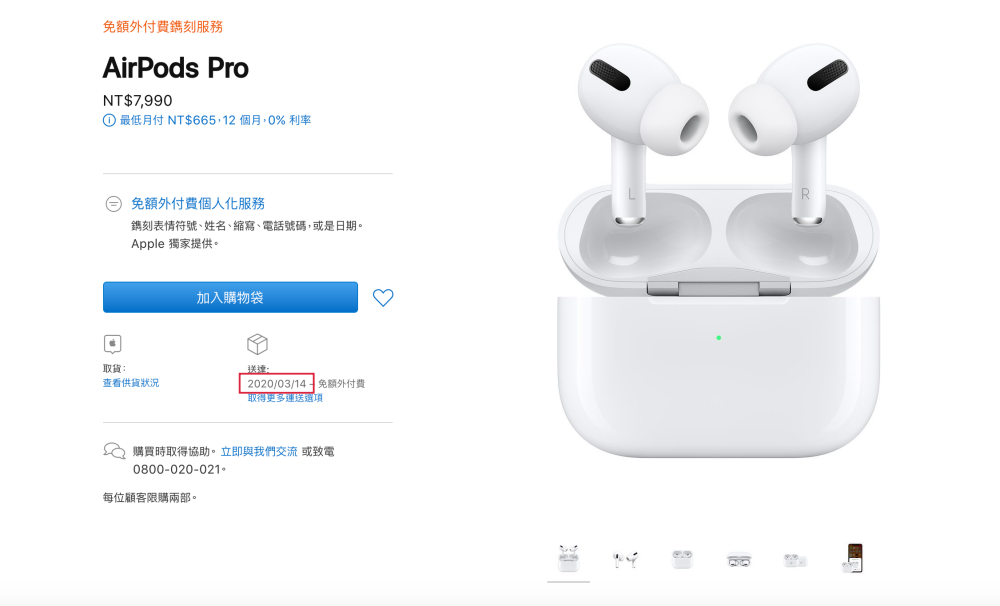 免額外付費鐫刻服務
AirPods Pro
NT$7,990
最低月付 NT$665，12 個月，0% 利率
免額外付費個人化服務
鐫刻表情符號、姓名、縮寫、電話號碼，或是日期。
Apple 獨家提供。
加入購物袋
取貨：
查看供貨狀況
送達：
2020/03/14 – 免額外付費
取得更多運送選項
購買時取得協助。立即與我們交流 或致電
0800-020-021。
每位顧客限購兩部。
L
R